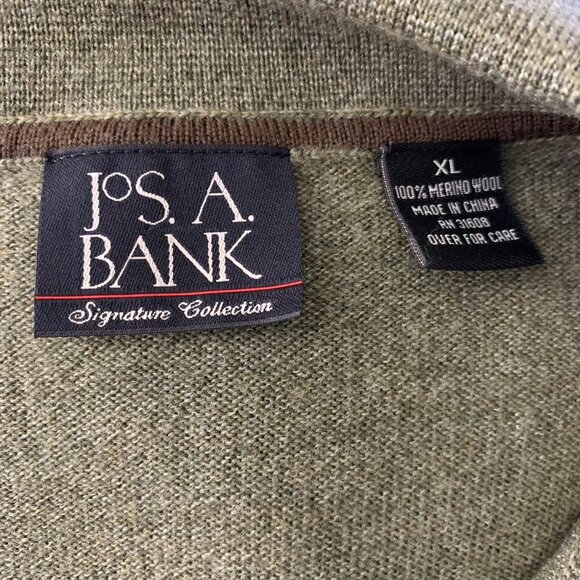 JoS. A.
BANK
Signature Collection
XL
100% MERINO WOOL
MADE IN CHINA
RN 31608
OVER FOR CARE